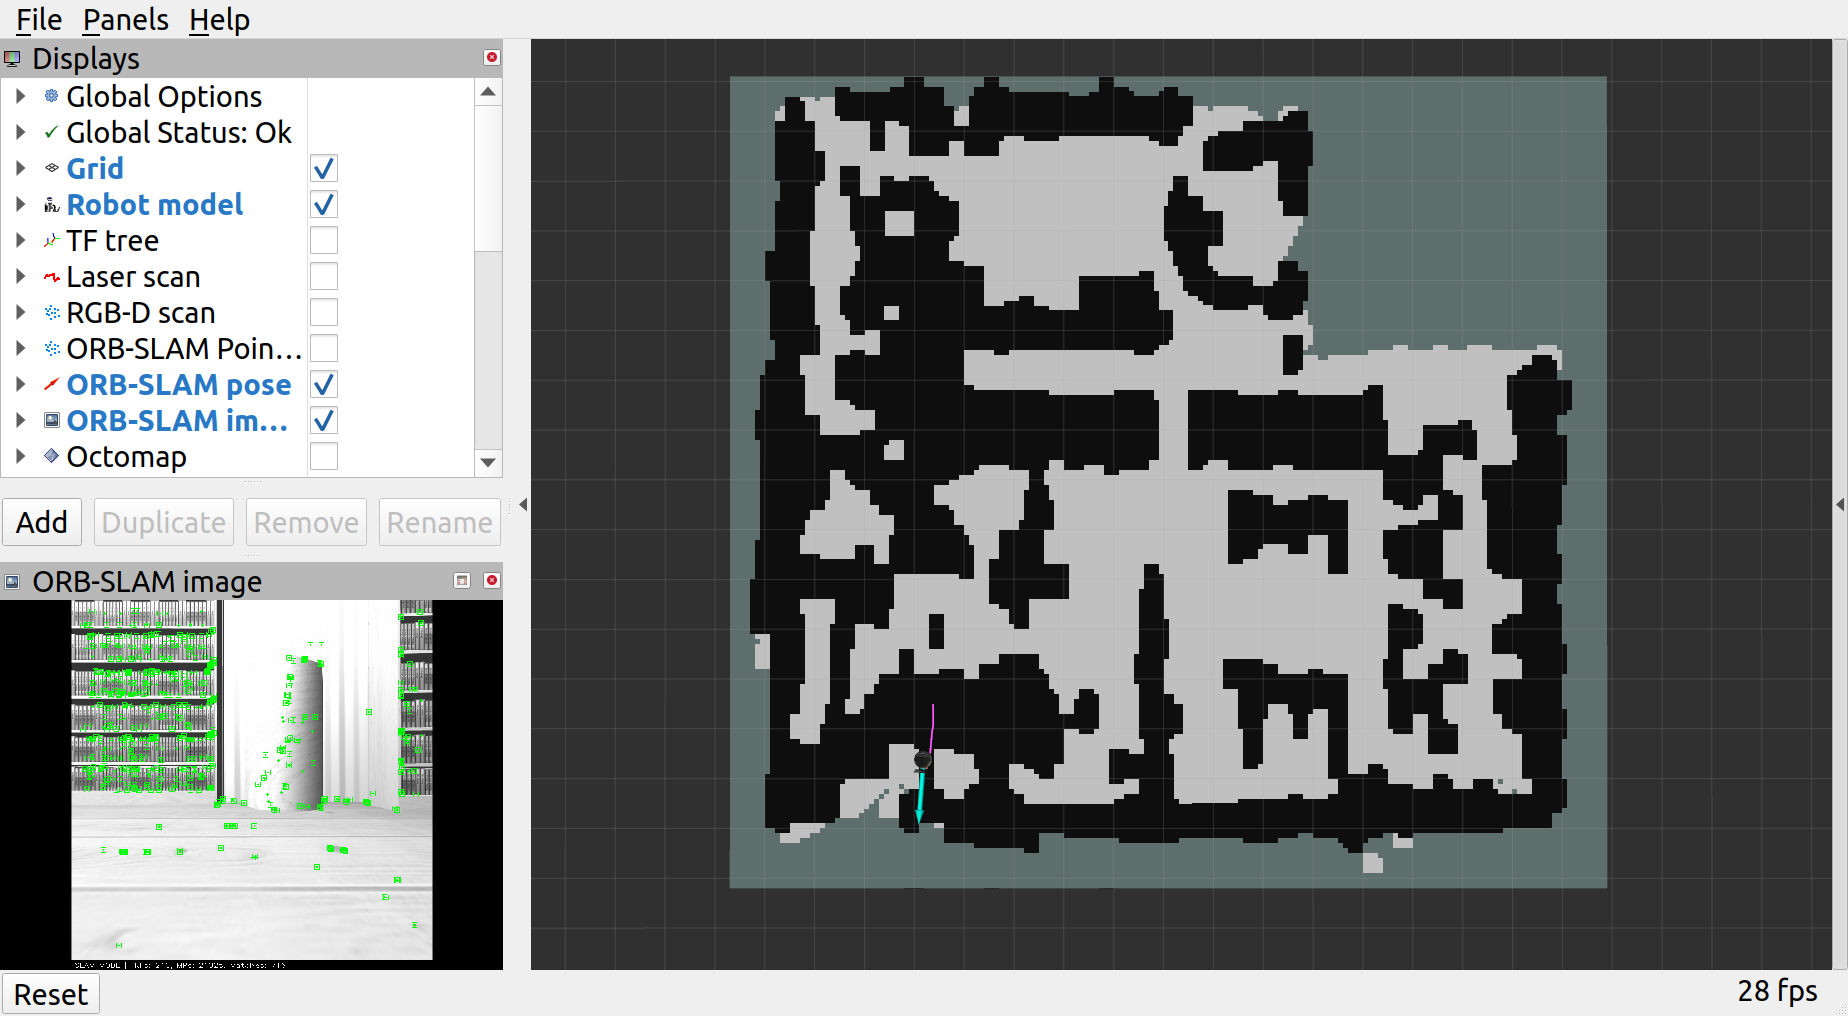 File Panels Help
Displays
Global Options
Global Status: Ok
Grid
Robot model
TF tree
Laser scan
RGB-D scan
ORB-SLAM Poin...
ORB-SLAM pose
ORB-SLAM im...
Octomap
Add Duplicate Remove Rename
ORB-SLAM image
SLAM MODE |
Reset
28 fps